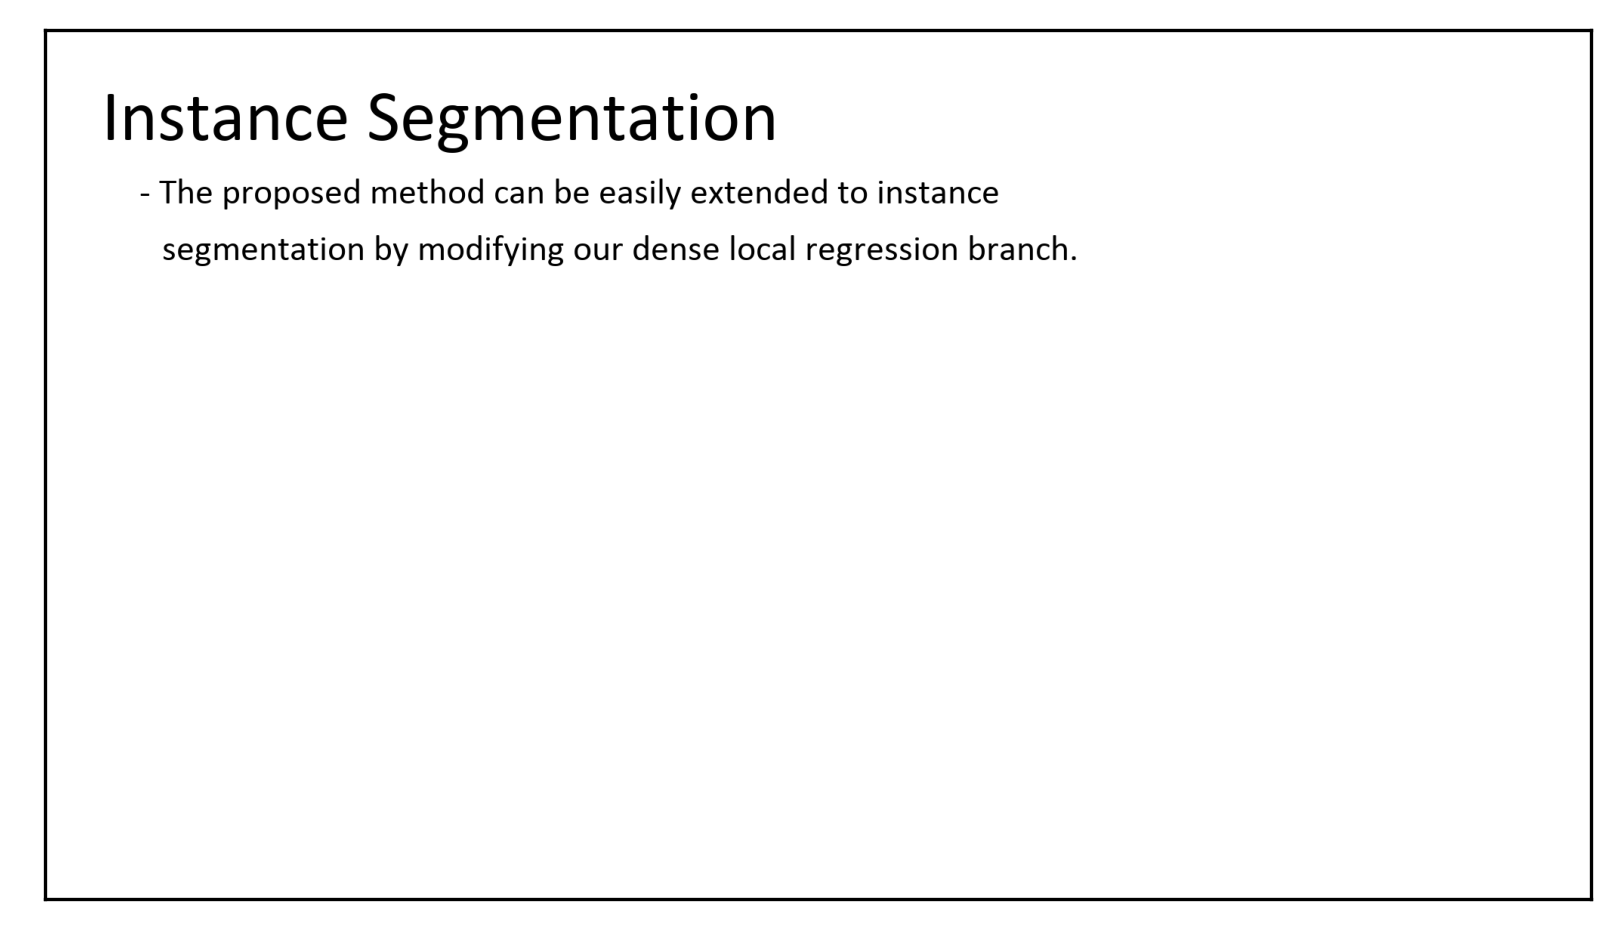 Instance Segmentation
- The proposed method can be easily extended to instance
segmentation by modifying our dense local regression branch.